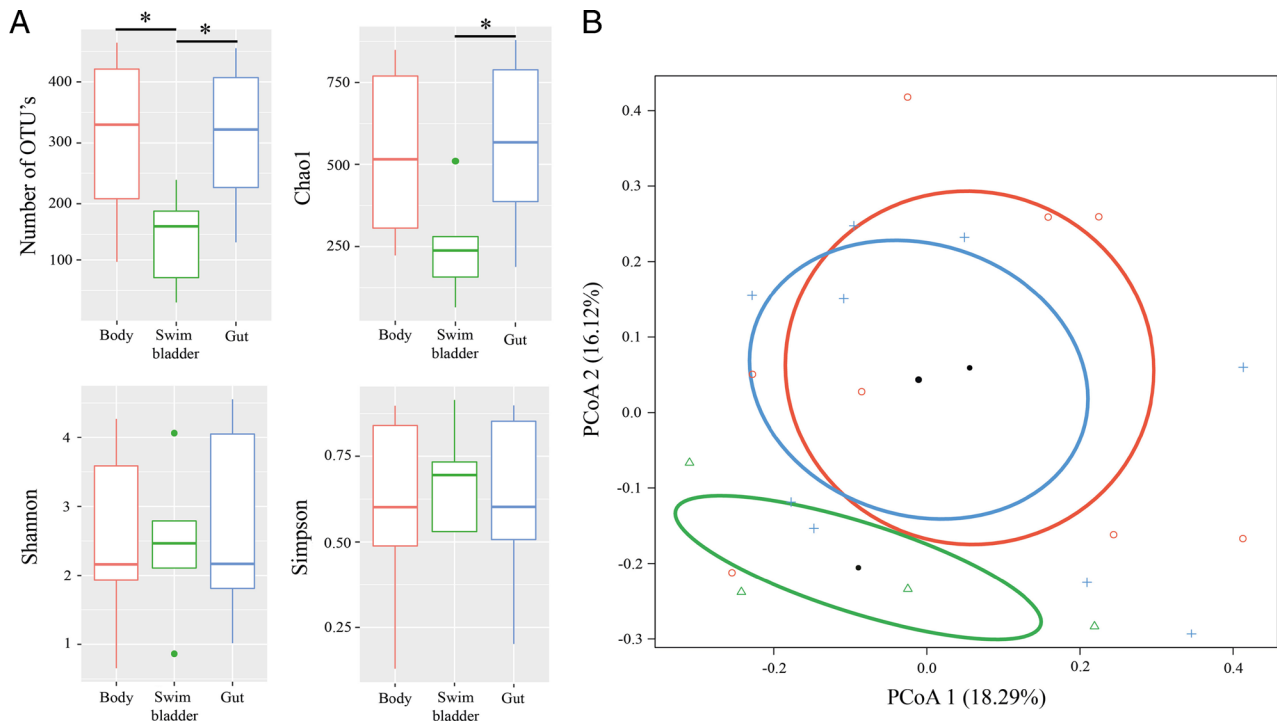 A
*
*
Number of OTU's
400
300
200
100
Body
Swim
bladder
Gut
*
Chao1
750
500
250
Body
Swim
bladder
Gut
Shannon
4
3
2
1
Body
Swim
bladder
Gut
Simpson
0.75
0.50
0.25
Body
Swim
bladder
Gut
B
PCoA 2 (16.12%)
0.4
0.3
0.2
0.1
0.0
-0.1
-0.2
-0.3
-0.2
0.0
0.2
0.4
PCoA 1 (18.29%)